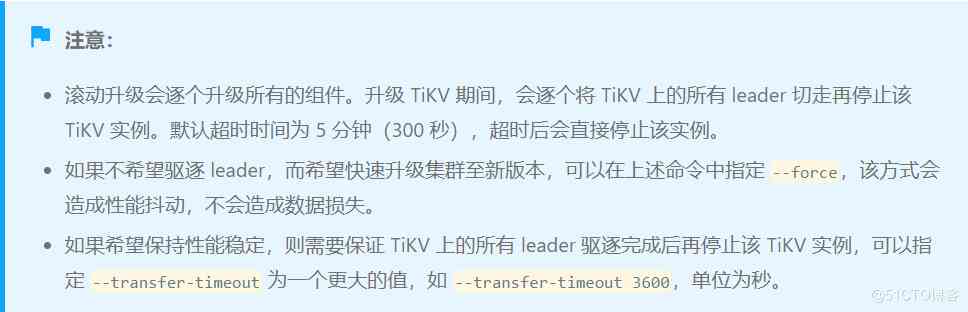 注意：
滚动升级会逐个升级所有的组件。升级 TiKV 期间，会逐个将 TiKV 上的所有 leader 切走再停止该
TiKV 实例。默认超时时间为 5 分钟（300 秒），超时后会直接停止该实例。
如果不希望驱逐 leader，而希望快速升级集群至新版本，可以在上述命令中指定 --force，该方式会
造成性能抖动，不会造成数据损失。
如果希望保持性能稳定，则需要保证 TiKV 上的所有 leader 驱逐完成后再停止该 TiKV 实例，可以指
定 --transfer-timeout 为一个更大的值，如 --transfer-timeout 3600，单位为秒。
@51CTO博客